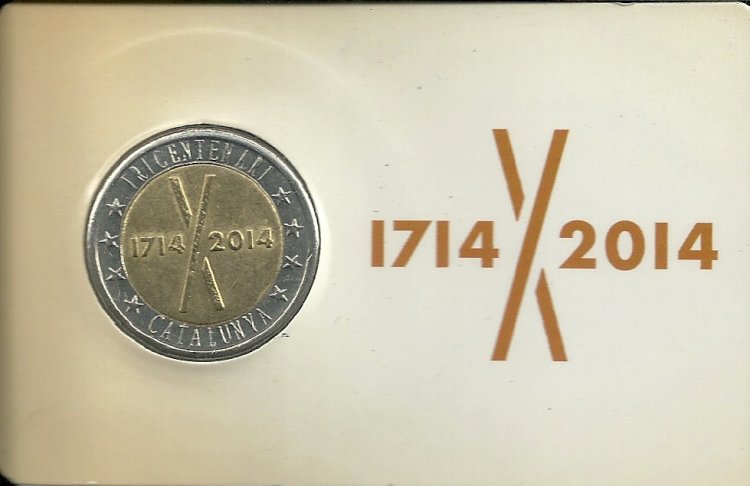 TRICENTENARI
1714 2014
CATALUNYA
1714 2014